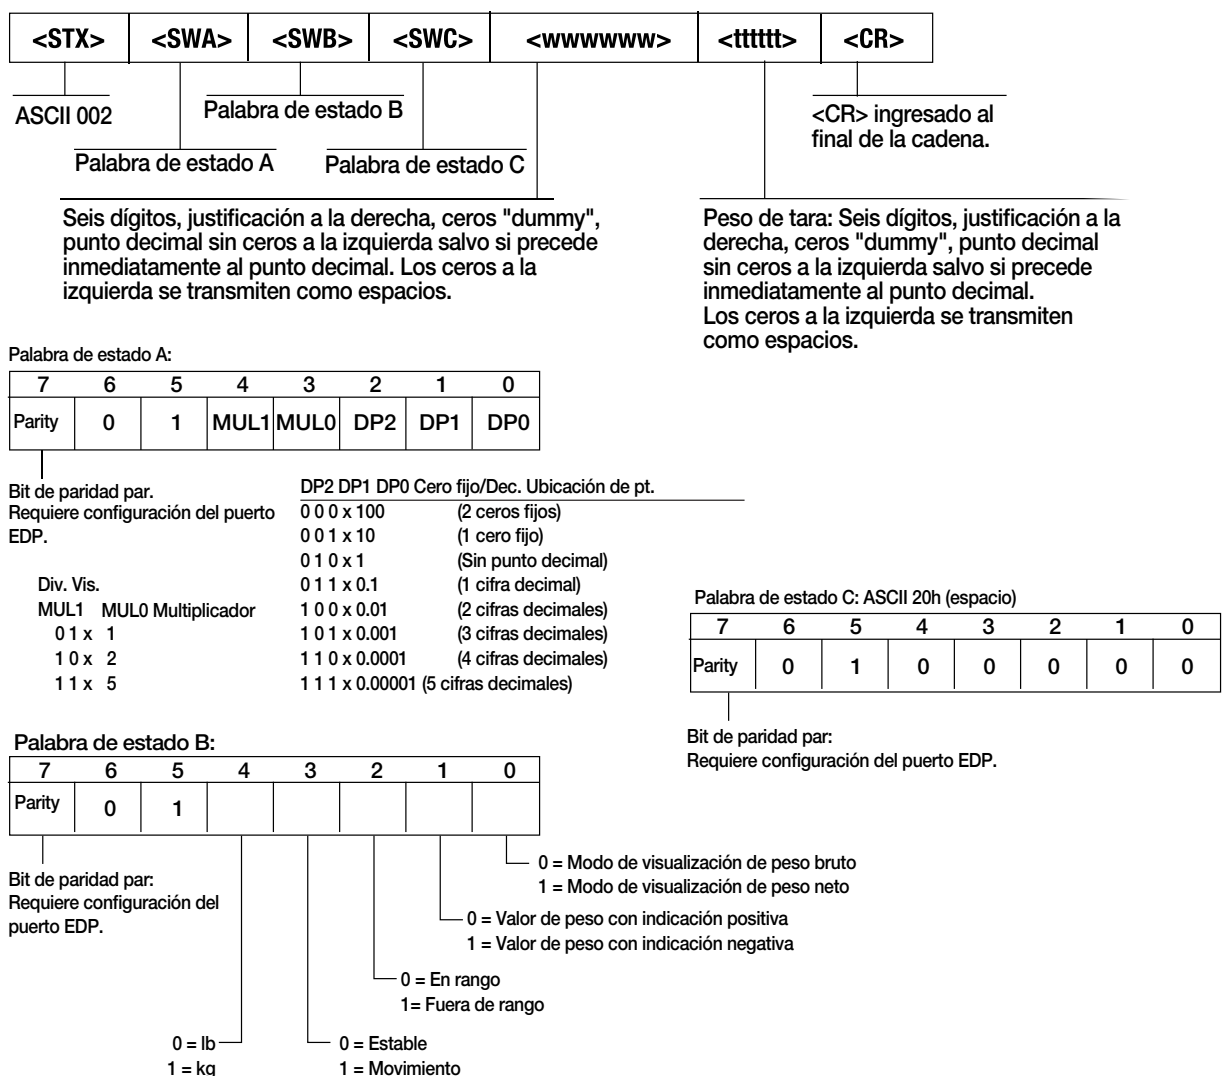 <STX> <SWA> <SWB> <SWC> <wwwwww> <tttttt> <CR>
ASCII 002
Palabra de estado B
<CR> ingresado al
final de la cadena.
Palabra de estado A
Palabra de estado C
Seis dígitos, justificación a la derecha, ceros "dummy",
punto decimal sin ceros a la izquierda salvo si precede
inmediatamente al punto decimal. Los ceros a la
izquierda se transmiten como espacios.
Peso de tara: Seis dígitos, justificación a la
derecha, ceros "dummy", punto decimal
sin ceros a la izquierda salvo si precede
inmediatamente al punto decimal.
Los ceros a la izquierda se transmiten
como espacios.
Palabra de estado A:
7 6 5 4 3 2 1 0
Parity 0 1 MUL1 MUL0 DP2 DP1 DP0
Bit de paridad par.
Requiere configuración del puerto
EDP.
Div. Vis.
MUL1 MUL0 Multiplicador
0 1 x 1
1 0 x 2
1 1 x 5
DP2 DP1 DP0 Cero fijo/Dec. Ubicación de pt.
0 0 0 x 100 (2 ceros fijos)
0 0 1 x 10 (1 cero fijo)
0 1 0 x 1 (Sin punto decimal)
0 1 1 x 0.1 (1 cifra decimal)
1 0 0 x 0.01 (2 cifras decimales)
1 0 1 x 0.001 (3 cifras decimales)
1 1 0 x 0.0001 (4 cifras decimales)
1 1 1 x 0.00001 (5 cifras decimales)
Palabra de estado C: ASCII 20h (espacio)
7 6 5 4 3 2 1 0
Parity 0 1 0 0 0 0 0
Bit de paridad par:
Requiere configuración del puerto EDP.
Palabra de estado B:
7 6 5 4 3 2 1 0
Parity 0 1
Bit de paridad par:
Requiere configuración del
puerto EDP.
0 = Modo de visualización de peso bruto
1 = Modo de visualización de peso neto
0 = Valor de peso con indicación positiva
1 = Valor de peso con indicación negativa
0 = En rango
1= Fuera de rango
0 = lb
1 = kg
0 = Estable
1 = Movimiento